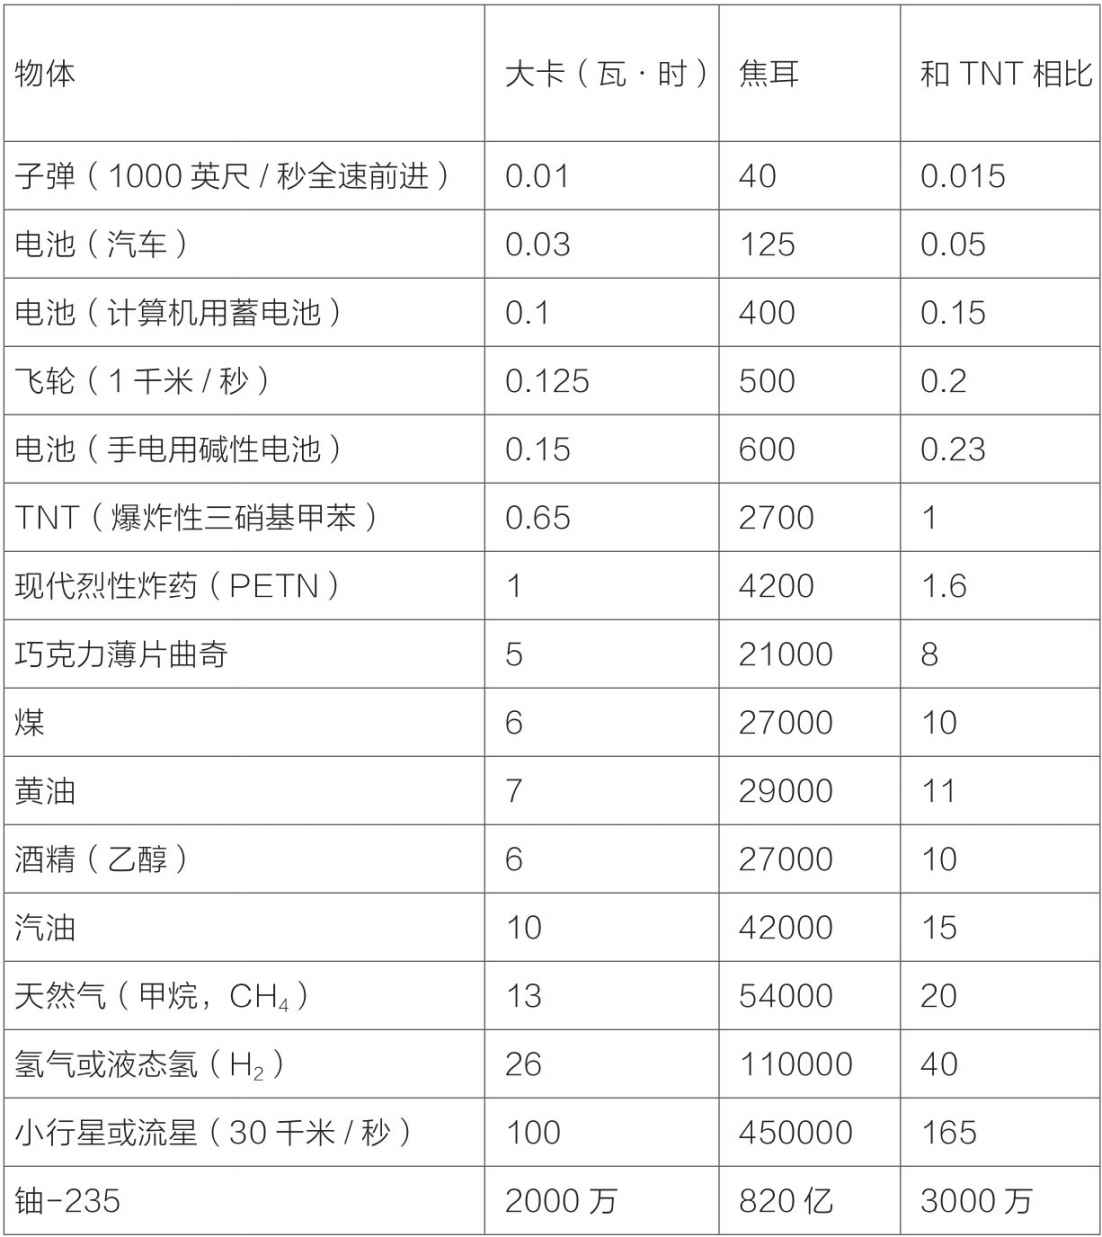 物体 大卡（瓦·时） 焦耳 和 TNT 相比
子弹（1000 英尺 / 秒全速前进） 0.01 40 0.015
电池（汽车） 0.03 125 0.05
电池（计算机用蓄电池） 0.1 400 0.15
飞轮（1 千米 / 秒） 0.125 500 0.2
电池（手电用碱性电池） 0.15 600 0.23
TNT（爆炸性三硝基甲苯） 0.65 2700 1
现代烈性炸药（PETN） 1 4200 1.6
巧克力薄片曲奇 5 21000 8
煤 6 27000 10
黄油 7 29000 11
酒精（乙醇） 6 27000 10
汽油 10 42000 15
天然气（甲烷，CH₄） 13 54000 20
氢气或液态氢（H₂） 26 110000 40
小行星或流星（30 千米 / 秒） 100 450000 165
铀-235 2000 万 820 亿 3000 万